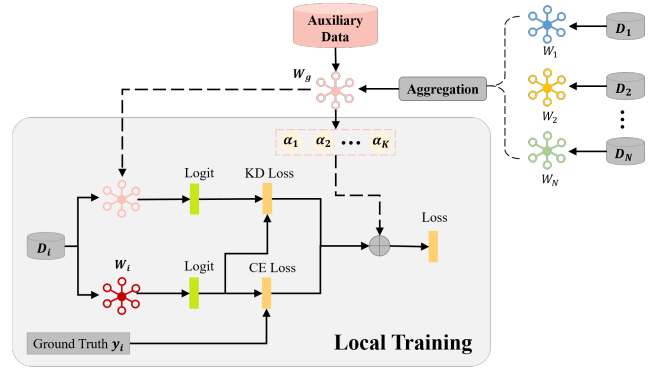 Auxiliary
Data
W_g
Aggregation
W_1
D_1
W_2
D_2
W_N
D_N
α_1 α_2 ••• α_K
Logit
KD Loss
Loss
D_i
W_i
Logit
CE Loss
Ground Truth y_i
Local Training